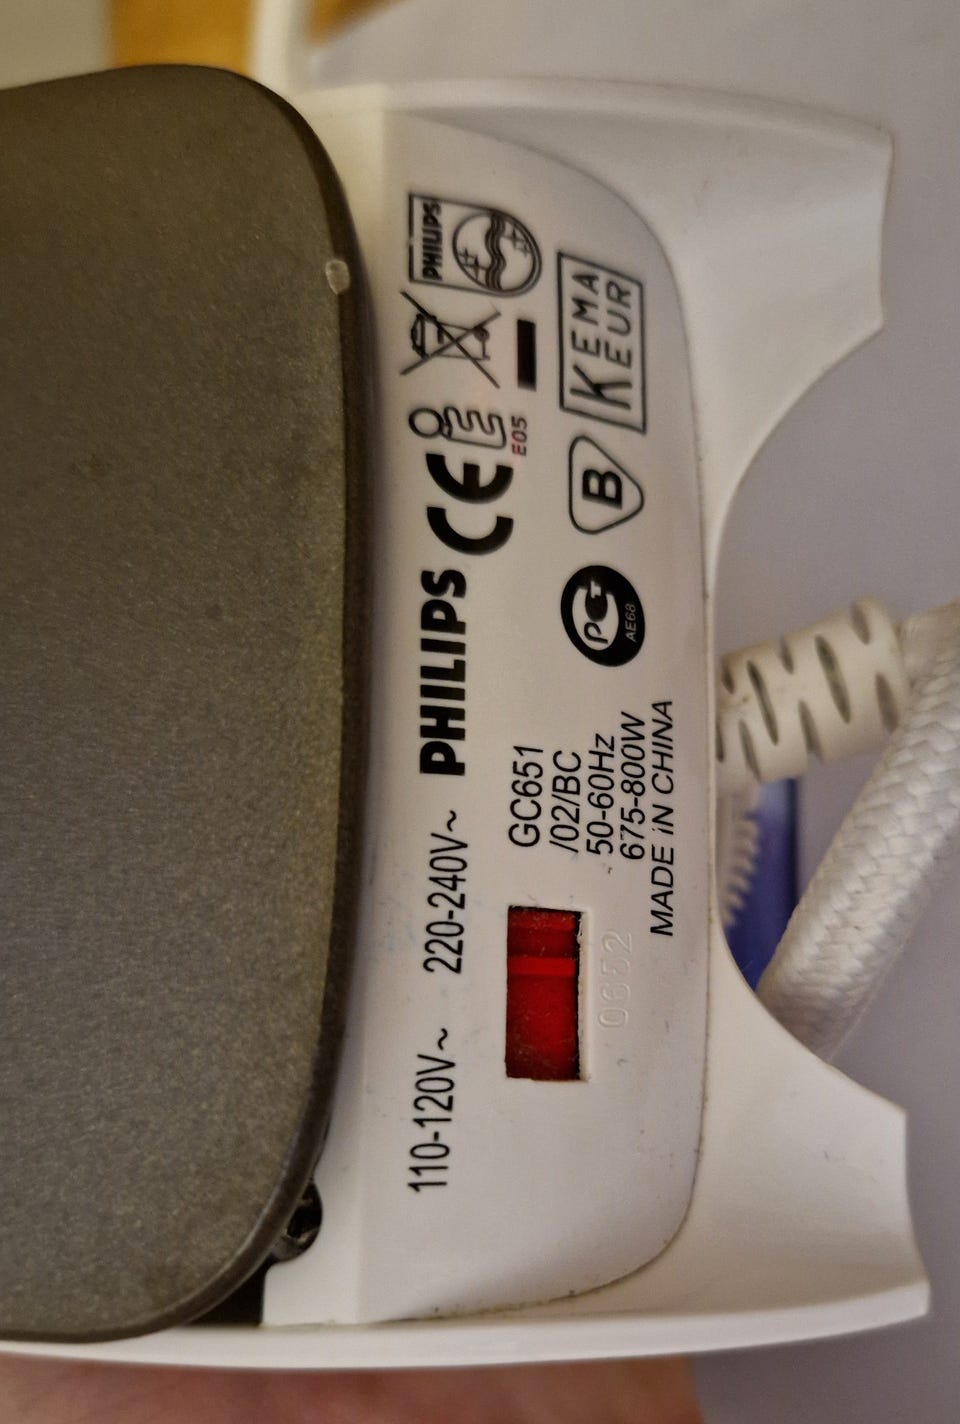 PHILIPS
KEMA
KEUR
E05
CE
B
PCT
AE68
PHILIPS
110-120V~ 220-240V~
GC651
/02/BC
50-60Hz
675-800W
MADE IN CHINA
0652